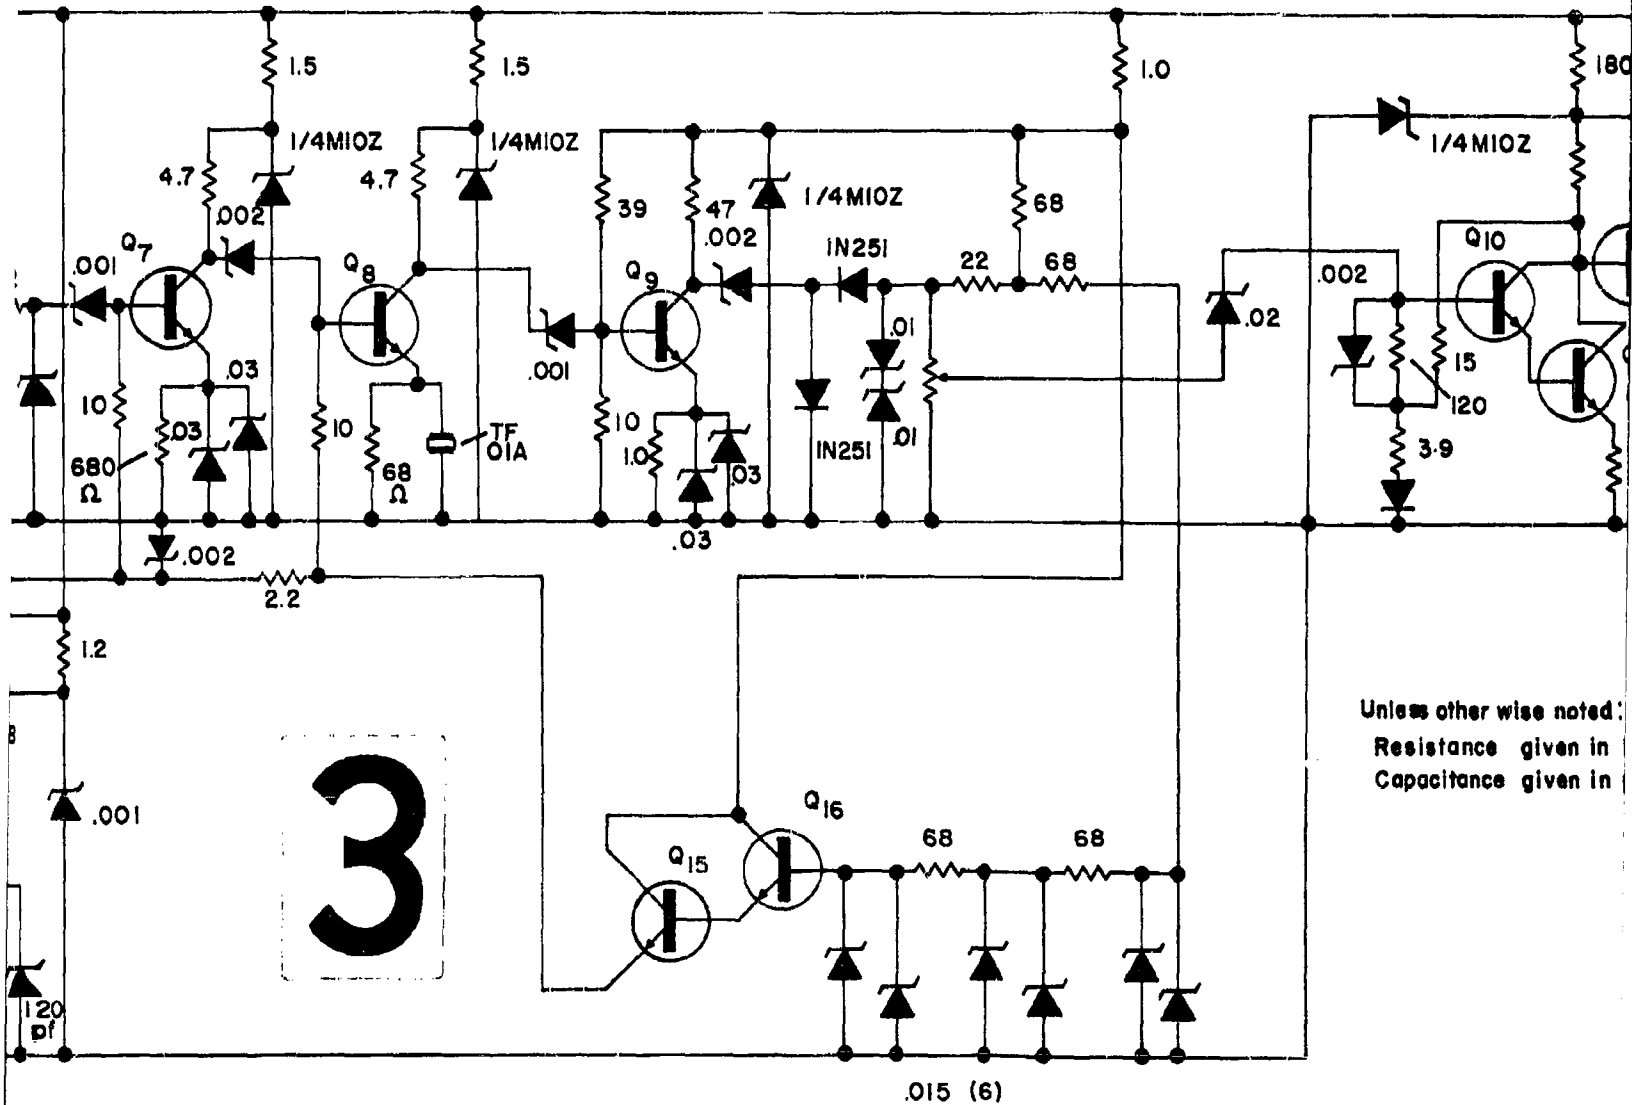 1.5
1.5
1.0
180
1/4M10Z
1/4M10Z
1/4M10Z
4.7
4.7
39
47
1/4M10Z
68
.002
.002
Q7
Q8
Q9
1N251
22
68
Q10
.001
.002
.01
.02
.001
15
.03
120
10
.03
10
TF
01A
10
1.0
.01
1N251
3.9
680
Ω
68
Ω
.03
.03
.002
2.2
1.2
Unless other wise noted:
Resistance given in
Capacitance given in
8
3
.001
Q16
Q15
68
68
120
pf
.015 (6)